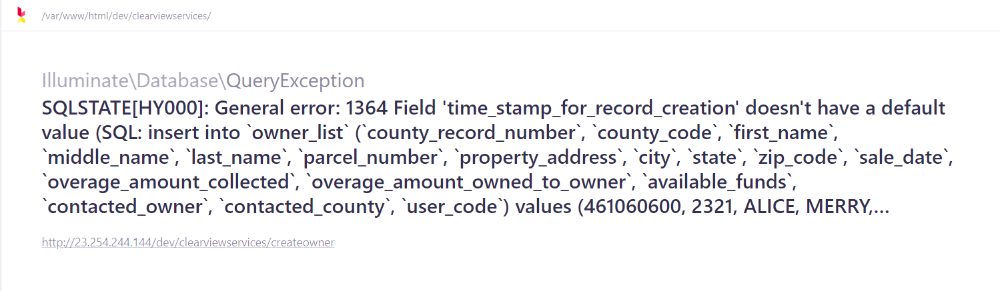 /var/www/html/dev/clearviewservices/
Illuminate\Database\QueryException
SQLSTATE[HY000]: General error: 1364 Field 'time_stamp_for_record_creation' doesn't have a default
value (SQL: insert into `owner_list` (`county_record_number`, `county_code`, `first_name`,
`middle_name`, `last_name`, `parcel_number`, `property_address`, `city`, `state`, `zip_code`, `sale_date`,
`overage_amount_collected`, `overage_amount_owned_to_owner`, `available_funds`,
`contacted_owner`, `contacted_county`, `user_code`) values (461060600, 2321, ALICE, MERRY,...
http://23.254.244.144/dev/clearviewservices/createowner